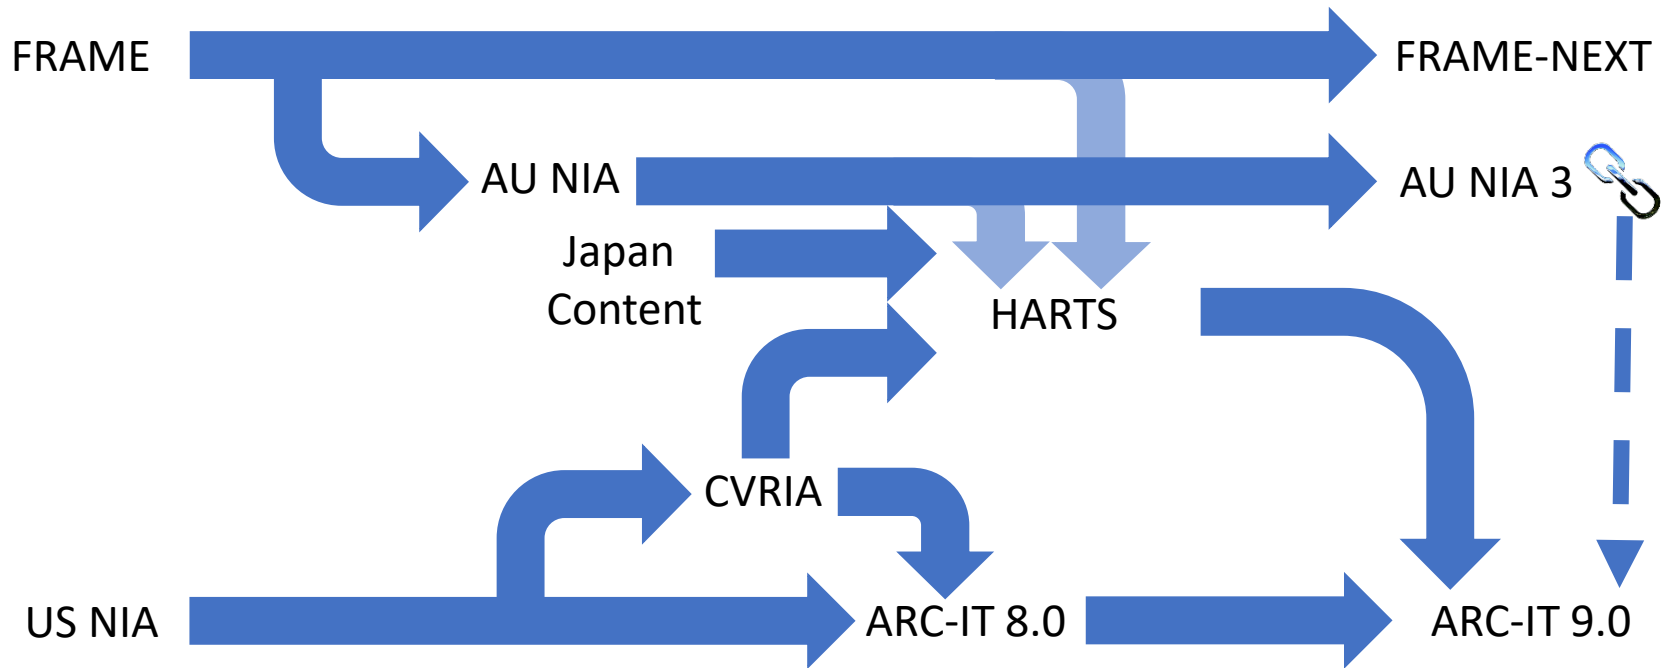 FRAME
FRAME-NEXT
AU NIA
AU NIA 3
Japan
Content
HARTS
CVRIA
US NIA
ARC-IT 8.0
ARC-IT 9.0